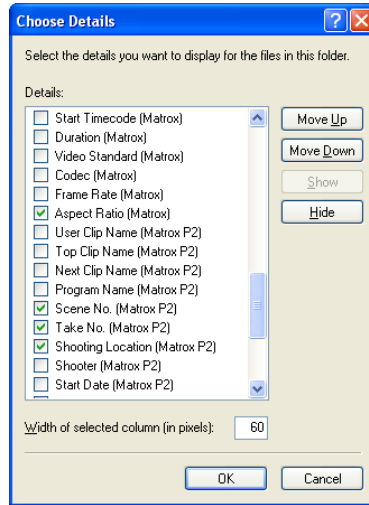 Choose Details
Select the details you want to display for the files in this folder.
Details:
Start Timecode (Matrox)
Duration (Matrox)
Video Standard (Matrox)
Codec (Matrox)
Frame Rate (Matrox)
Aspect Ratio (Matrox)
User Clip Name (Matrox P2)
Top Clip Name (Matrox P2)
Next Clip Name (Matrox P2)
Program Name (Matrox P2)
Scene No. (Matrox P2)
Take No. (Matrox P2)
Shooting Location (Matrox P2)
Shooter (Matrox P2)
Start Date (Matrox P2)
Move Up
Move Down
Show
Hide
Width of selected column (in pixels): 60
OK Cancel